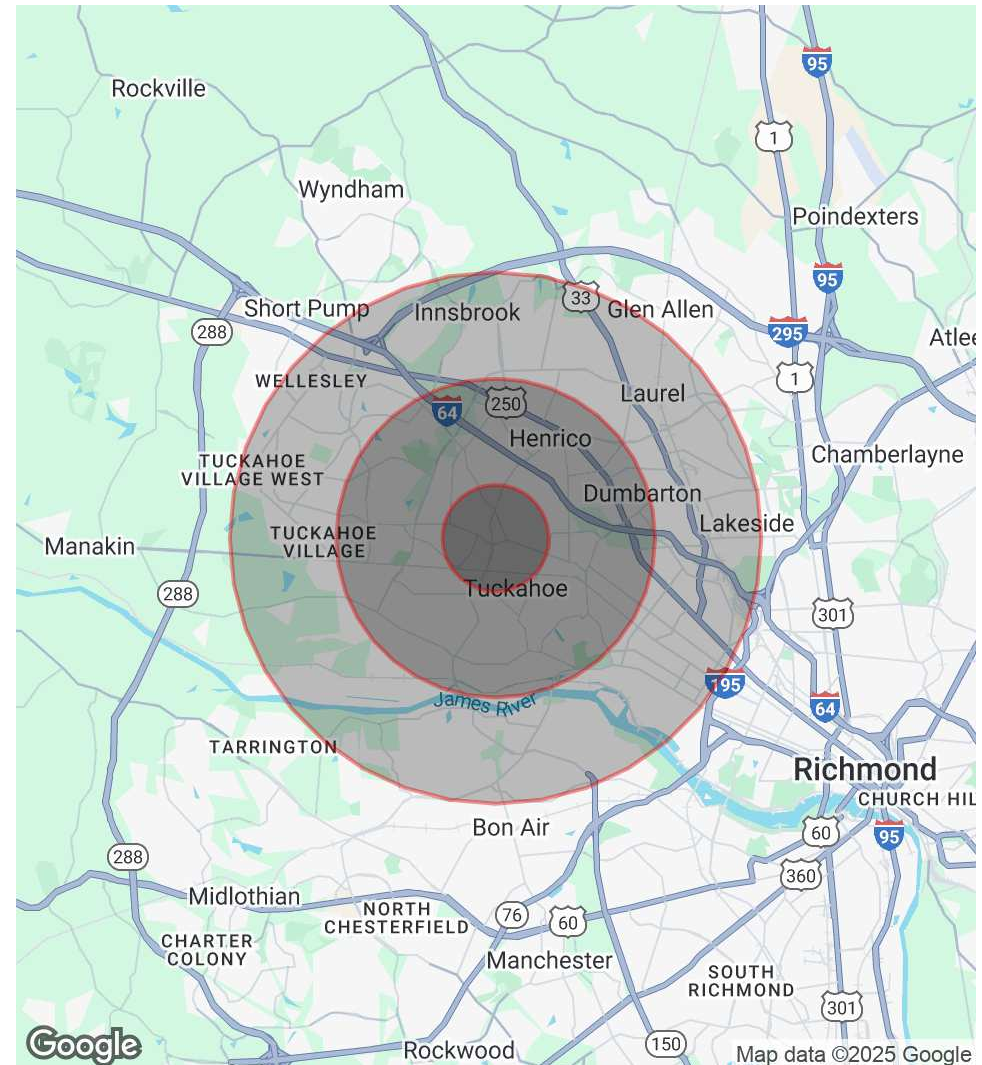 95
Rockville
1
Wyndham
Poindexters
95
Short Pump
Innsbrook
33
Glen Allen
288
295
Atlee
WELLESLEY
1
Laurel
250
64
Henrico
Chamberlayne
TUCKAHOE
VILLAGE WEST
Dumbarton
Lakeside
TUCKAHOE
VILLAGE
Manakin
Tuckahoe
288
301
195
James River
64
TARRINGTON
Richmond
CHURCH HIL
Bon Air
60
95
288
360
Midlothian
NORTH
CHESTERFIELD
76
60
CHARTER
COLONY
Manchester
SOUTH
RICHMOND
301
Google
Rockwood
150
Map data ©2025 Google